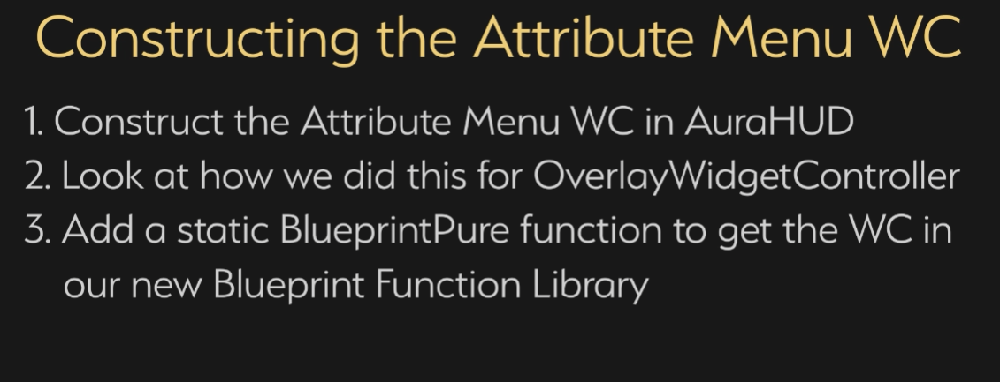 Constructing the Attribute Menu WC
1. Construct the Attribute Menu WC in AuraHUD
2. Look at how we did this for OverlayWidgetController
3. Add a static BlueprintPure function to get the WC in
our new Blueprint Function Library